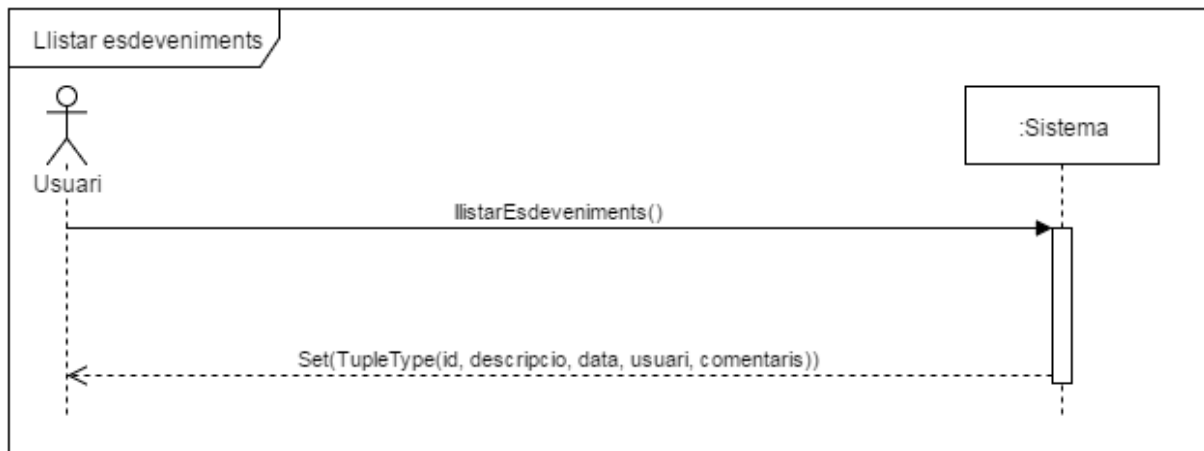 Llistar esdeveniments
Usuari
:Sistema
llistarEsdeveniments()
Set(TupleType(id, descripcio, data, usuari, comentaris))